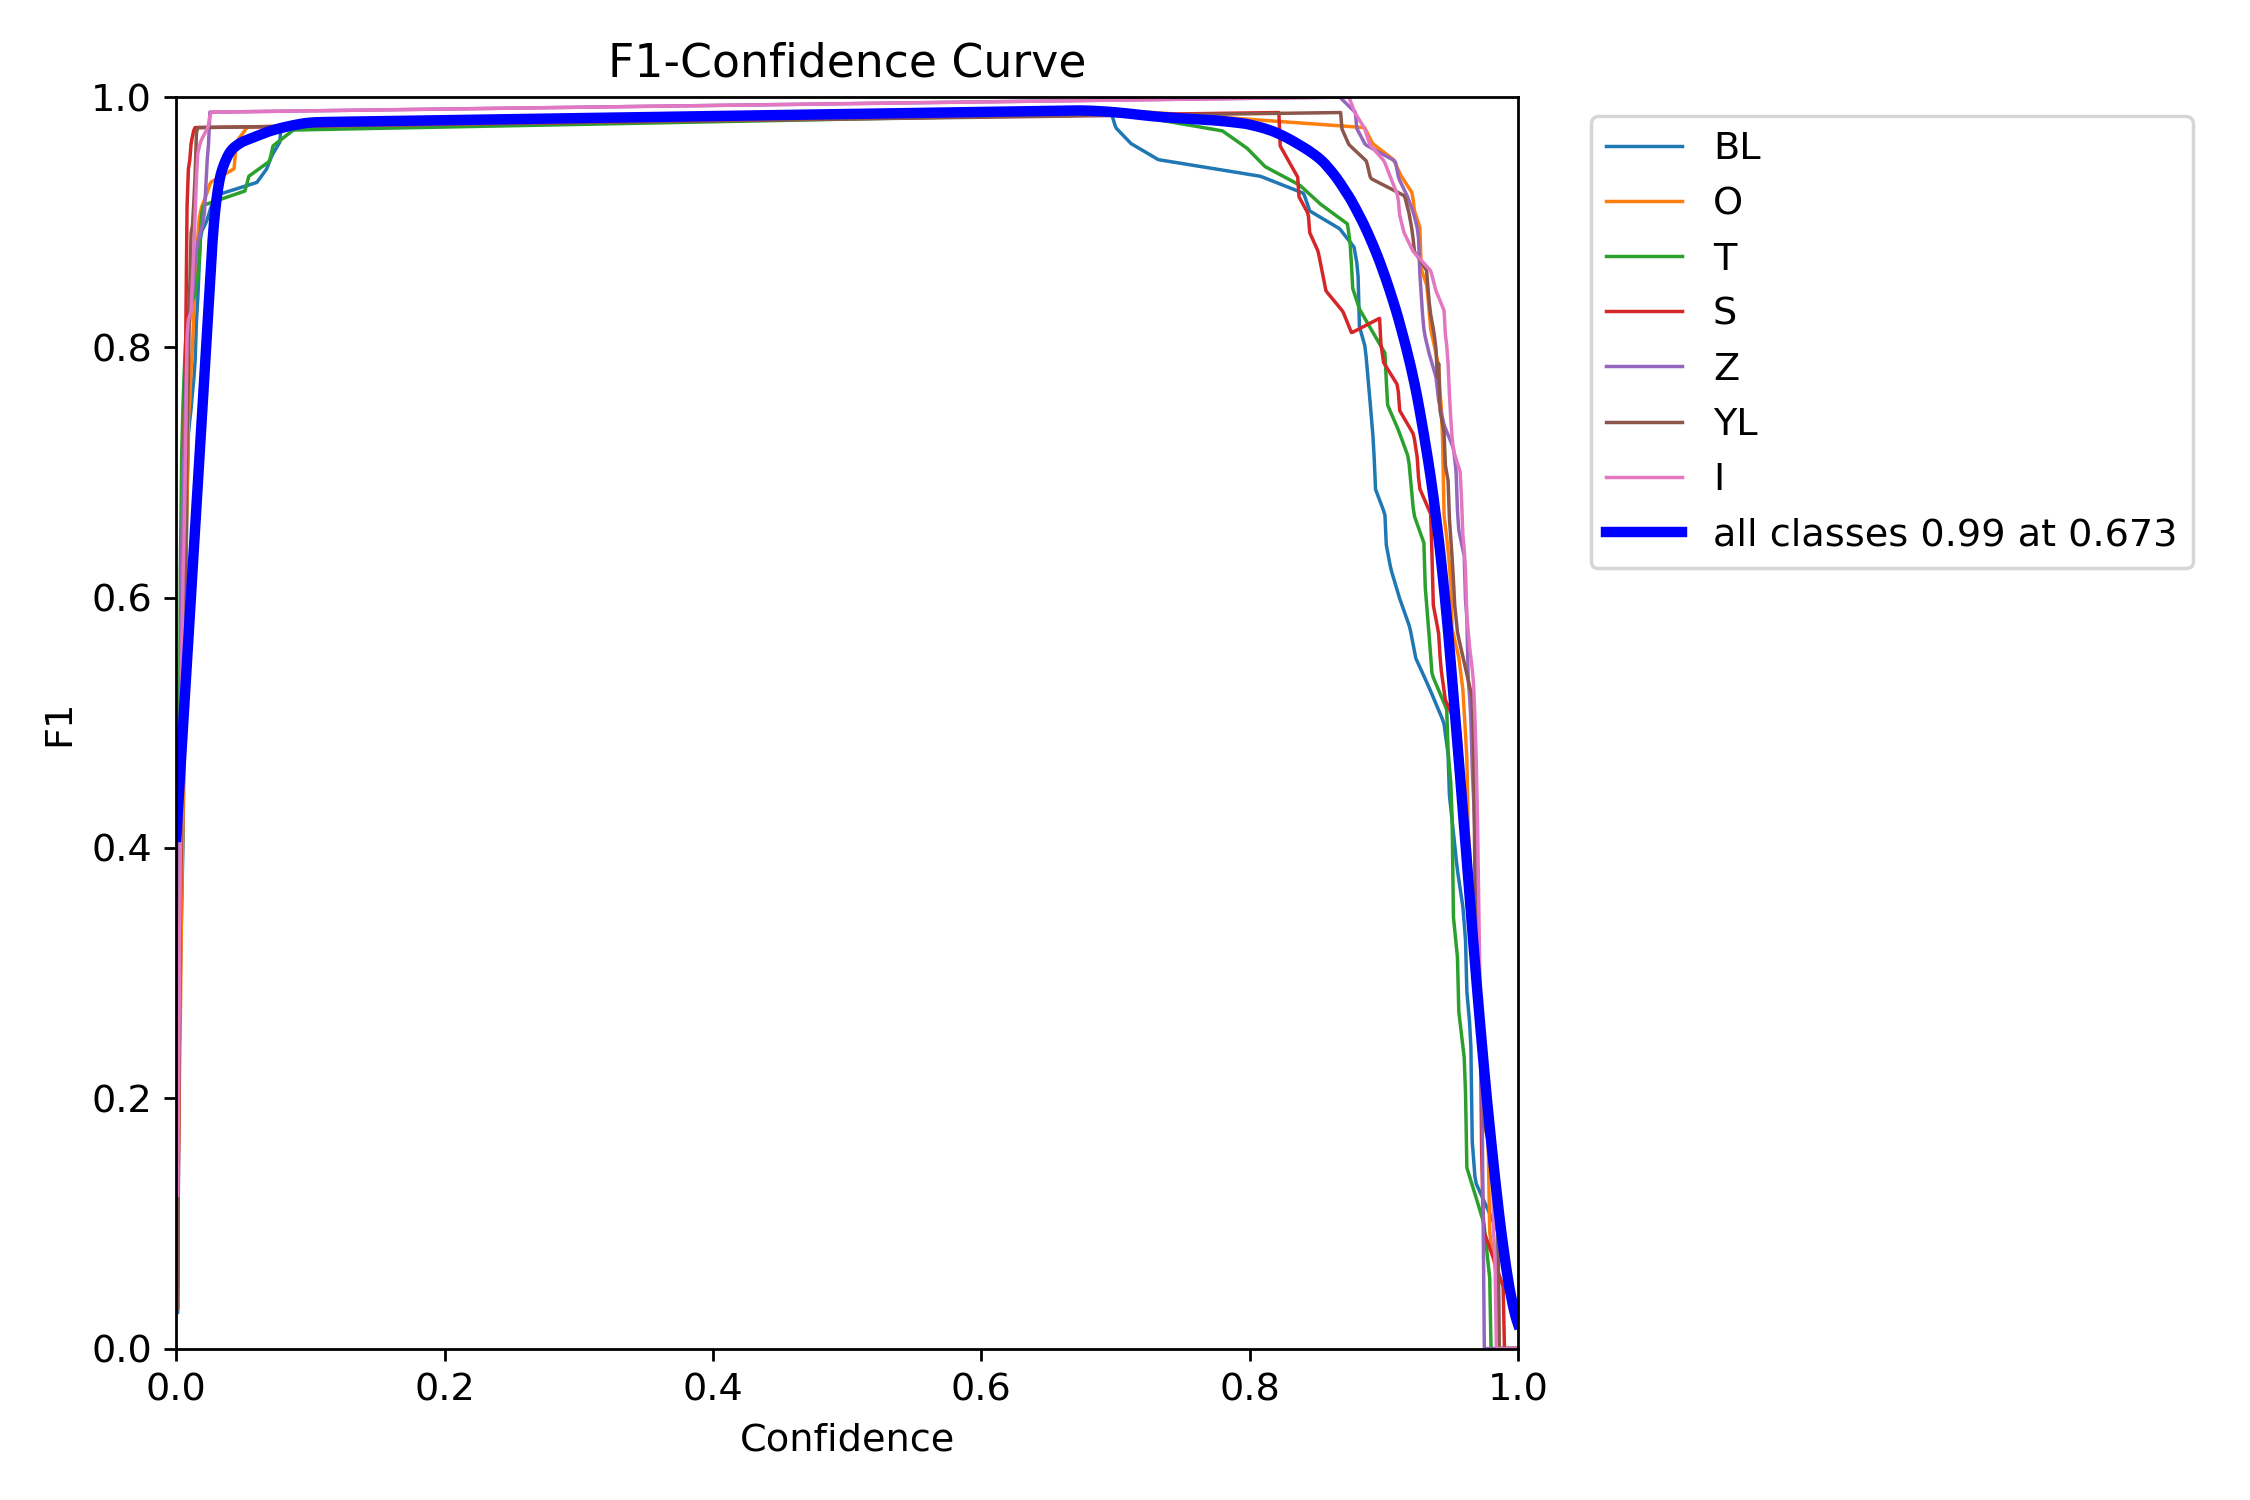 F1-Confidence Curve
1.0
0.8
0.6
0.4
0.2
0.0
F1
0.0 0.2 0.4 0.6 0.8 1.0
Confidence
BL
O
T
S
Z
YL
I
all classes 0.99 at 0.673